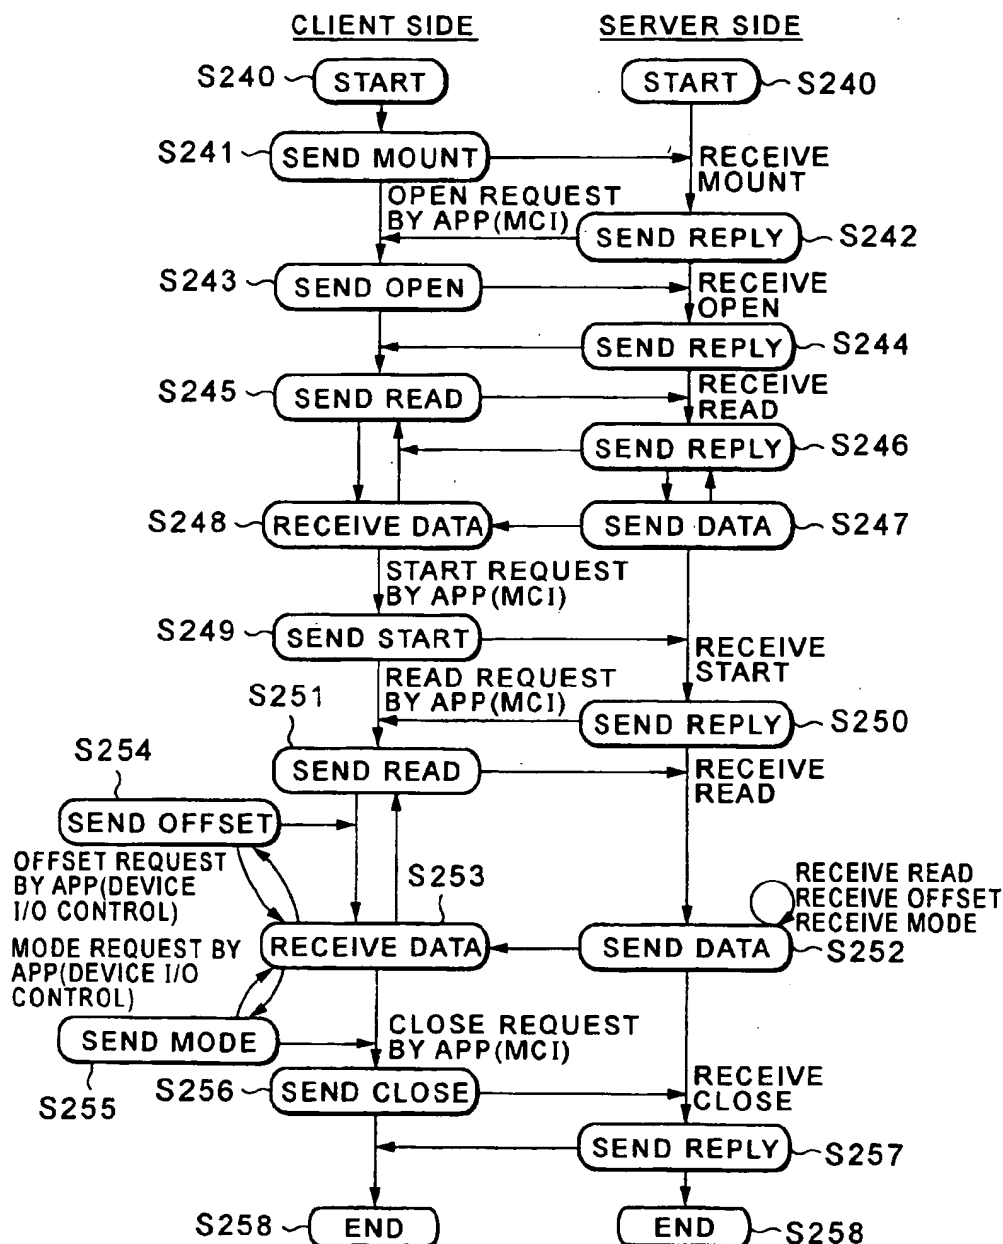 CLIENT SIDE
SERVER SIDE
S240
START
START
S240
S241
SEND MOUNT
RECEIVE
MOUNT
OPEN REQUEST
BY APP(MCI)
SEND REPLY
S242
S243
SEND OPEN
RECEIVE
OPEN
SEND REPLY
S244
S245
SEND READ
RECEIVE
READ
SEND REPLY
S246
S248
RECEIVE DATA
SEND DATA
S247
START REQUEST
BY APP(MCI)
S249
SEND START
RECEIVE
START
READ REQUEST
BY APP(MCI)
S251
SEND REPLY
S250
SEND READ
RECEIVE
READ
S254
SEND OFFSET
OFFSET REQUEST
BY APP(DEVICE
I/O CONTROL)
S253
RECEIVE READ
RECEIVE OFFSET
RECEIVE MODE
RECEIVE DATA
SEND DATA
S252
MODE REQUEST BY
APP(DEVICE I/O
CONTROL)
SEND MODE
S255
CLOSE REQUEST
BY APP(MCI)
S256
SEND CLOSE
RECEIVE
CLOSE
SEND REPLY
S257
S258
END
END
S258